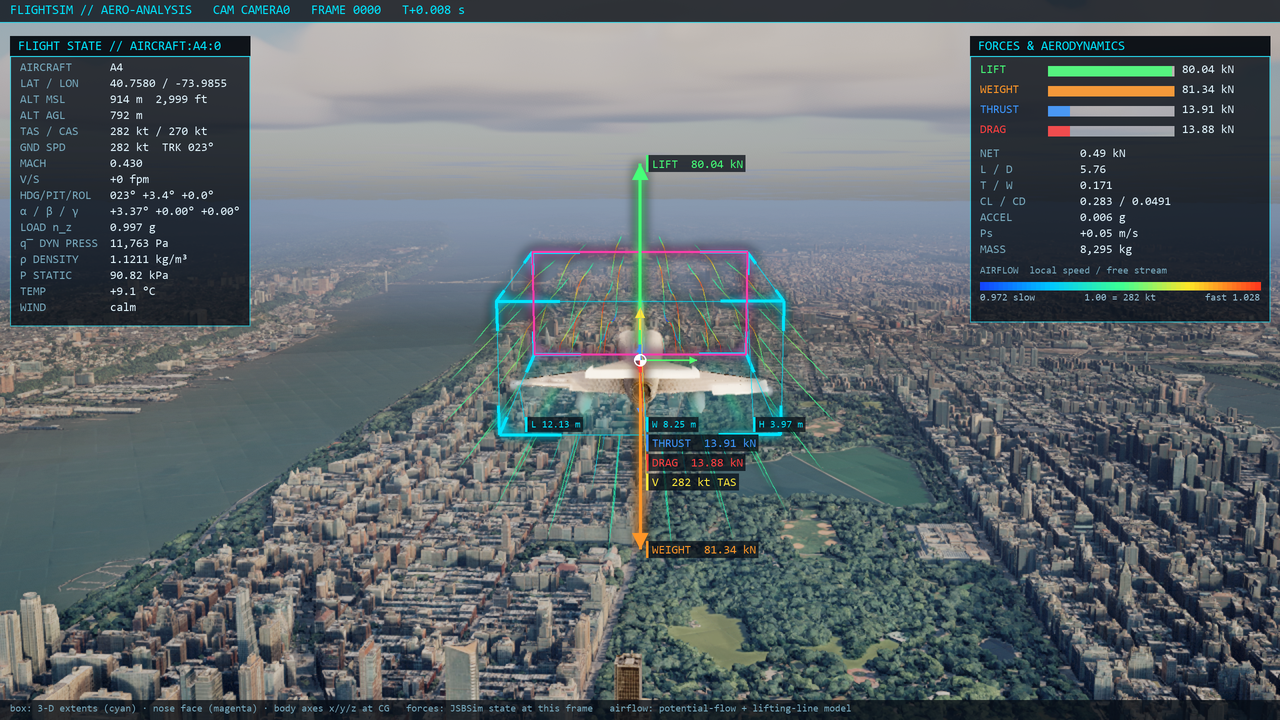 FLIGHTSIM // AERO-ANALYSIS CAM CAMERA0 FRAME 0000 T+0.008 s
FLIGHT STATE // AIRCRAFT:A4:0
AIRCRAFT A4
LAT / LON 40.7580 / -73.9855
ALT MSL 914 m 2,999 ft
ALT AGL 792 m
TAS / CAS 282 kt / 270 kt
GND SPD 282 kt TRK 023°
MACH 0.430
V/S +0 fpm
HDG/PIT/ROL 023° +3.4° +0.0°
α / β / γ +3.37° +0.00° +0.00°
LOAD n_z 0.997 g
q̅ DYN PRESS 11,763 Pa
ρ DENSITY 1.1211 kg/m³
P STATIC 90.82 kPa
TEMP +9.1 °C
WIND calm
FORCES & AERODYNAMICS
LIFT 80.04 kN
WEIGHT 81.34 kN
THRUST 13.91 kN
DRAG 13.88 kN
NET 0.49 kN
L / D 5.76
T / W 0.171
CL / CD 0.283 / 0.0491
ACCEL 0.006 g
Ps +0.05 m/s
MASS 8,295 kg
AIRFLOW local speed / free stream
0.972 slow 1.00 = 282 kt fast 1.028
LIFT 80.04 kN
L 12.13 m W 8.25 m H 3.97 m
THRUST 13.91 kN
DRAG 13.88 kN
V 282 kt TAS
WEIGHT 81.34 kN
box: 3-D extents (cyan) · nose face (magenta) · body axes x/y/z at CG forces: JSBSim state at this frame airflow: potential-flow + lifting-line model